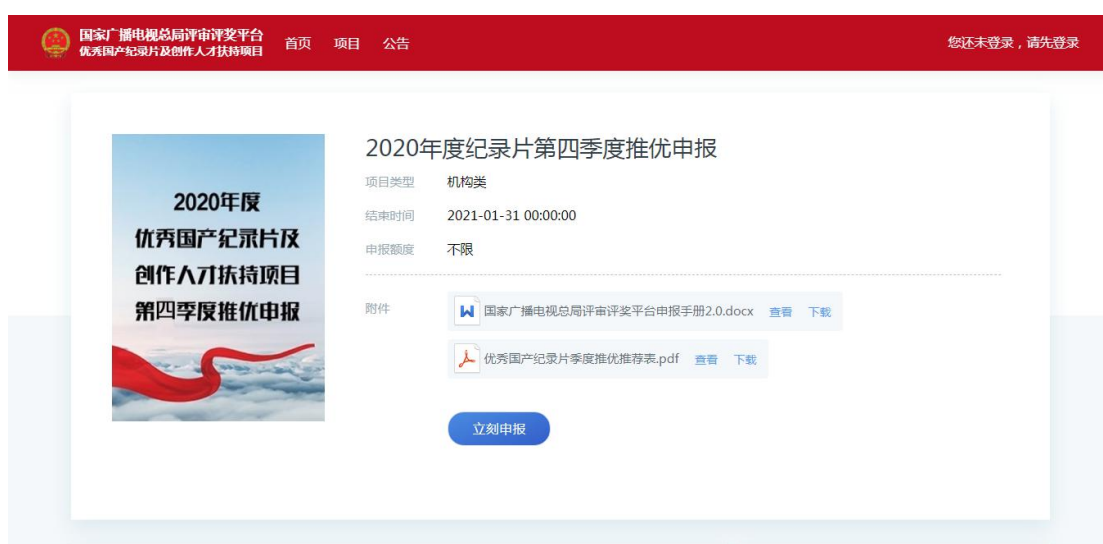 国家广播电视总局评审评奖平台
优秀国产纪录片及创作人才扶持项目
首页 项目 公告
您还未登录，请先登录
2020年度
优秀国产纪录片及
创作人才扶持项目
第四季度推优申报
2020年度纪录片第四季度推优申报
项目类型 机构类
结束时间 2021-01-31 00:00:00
申报额度 不限
附件
国家广播电视总局评审评奖平台申报手册2.0.docx 查看 下载
优秀国产纪录片季度推优推荐表.pdf 查看 下载
立刻申报